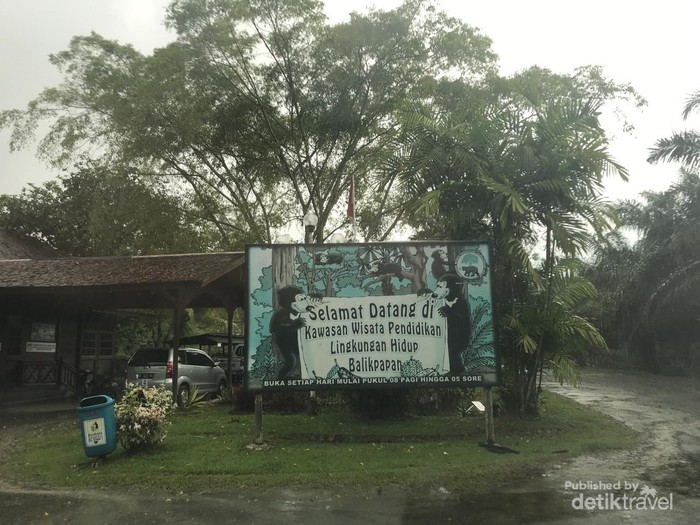 Selamat Datang di
Kawasan Wisata Pendidikan
Lingkungan Hidup
Balikpapan
BUKA SETIAP HARI MULAI PUKUL 08 PAGI HINGGA 05 SORE
Published by
detiktravel